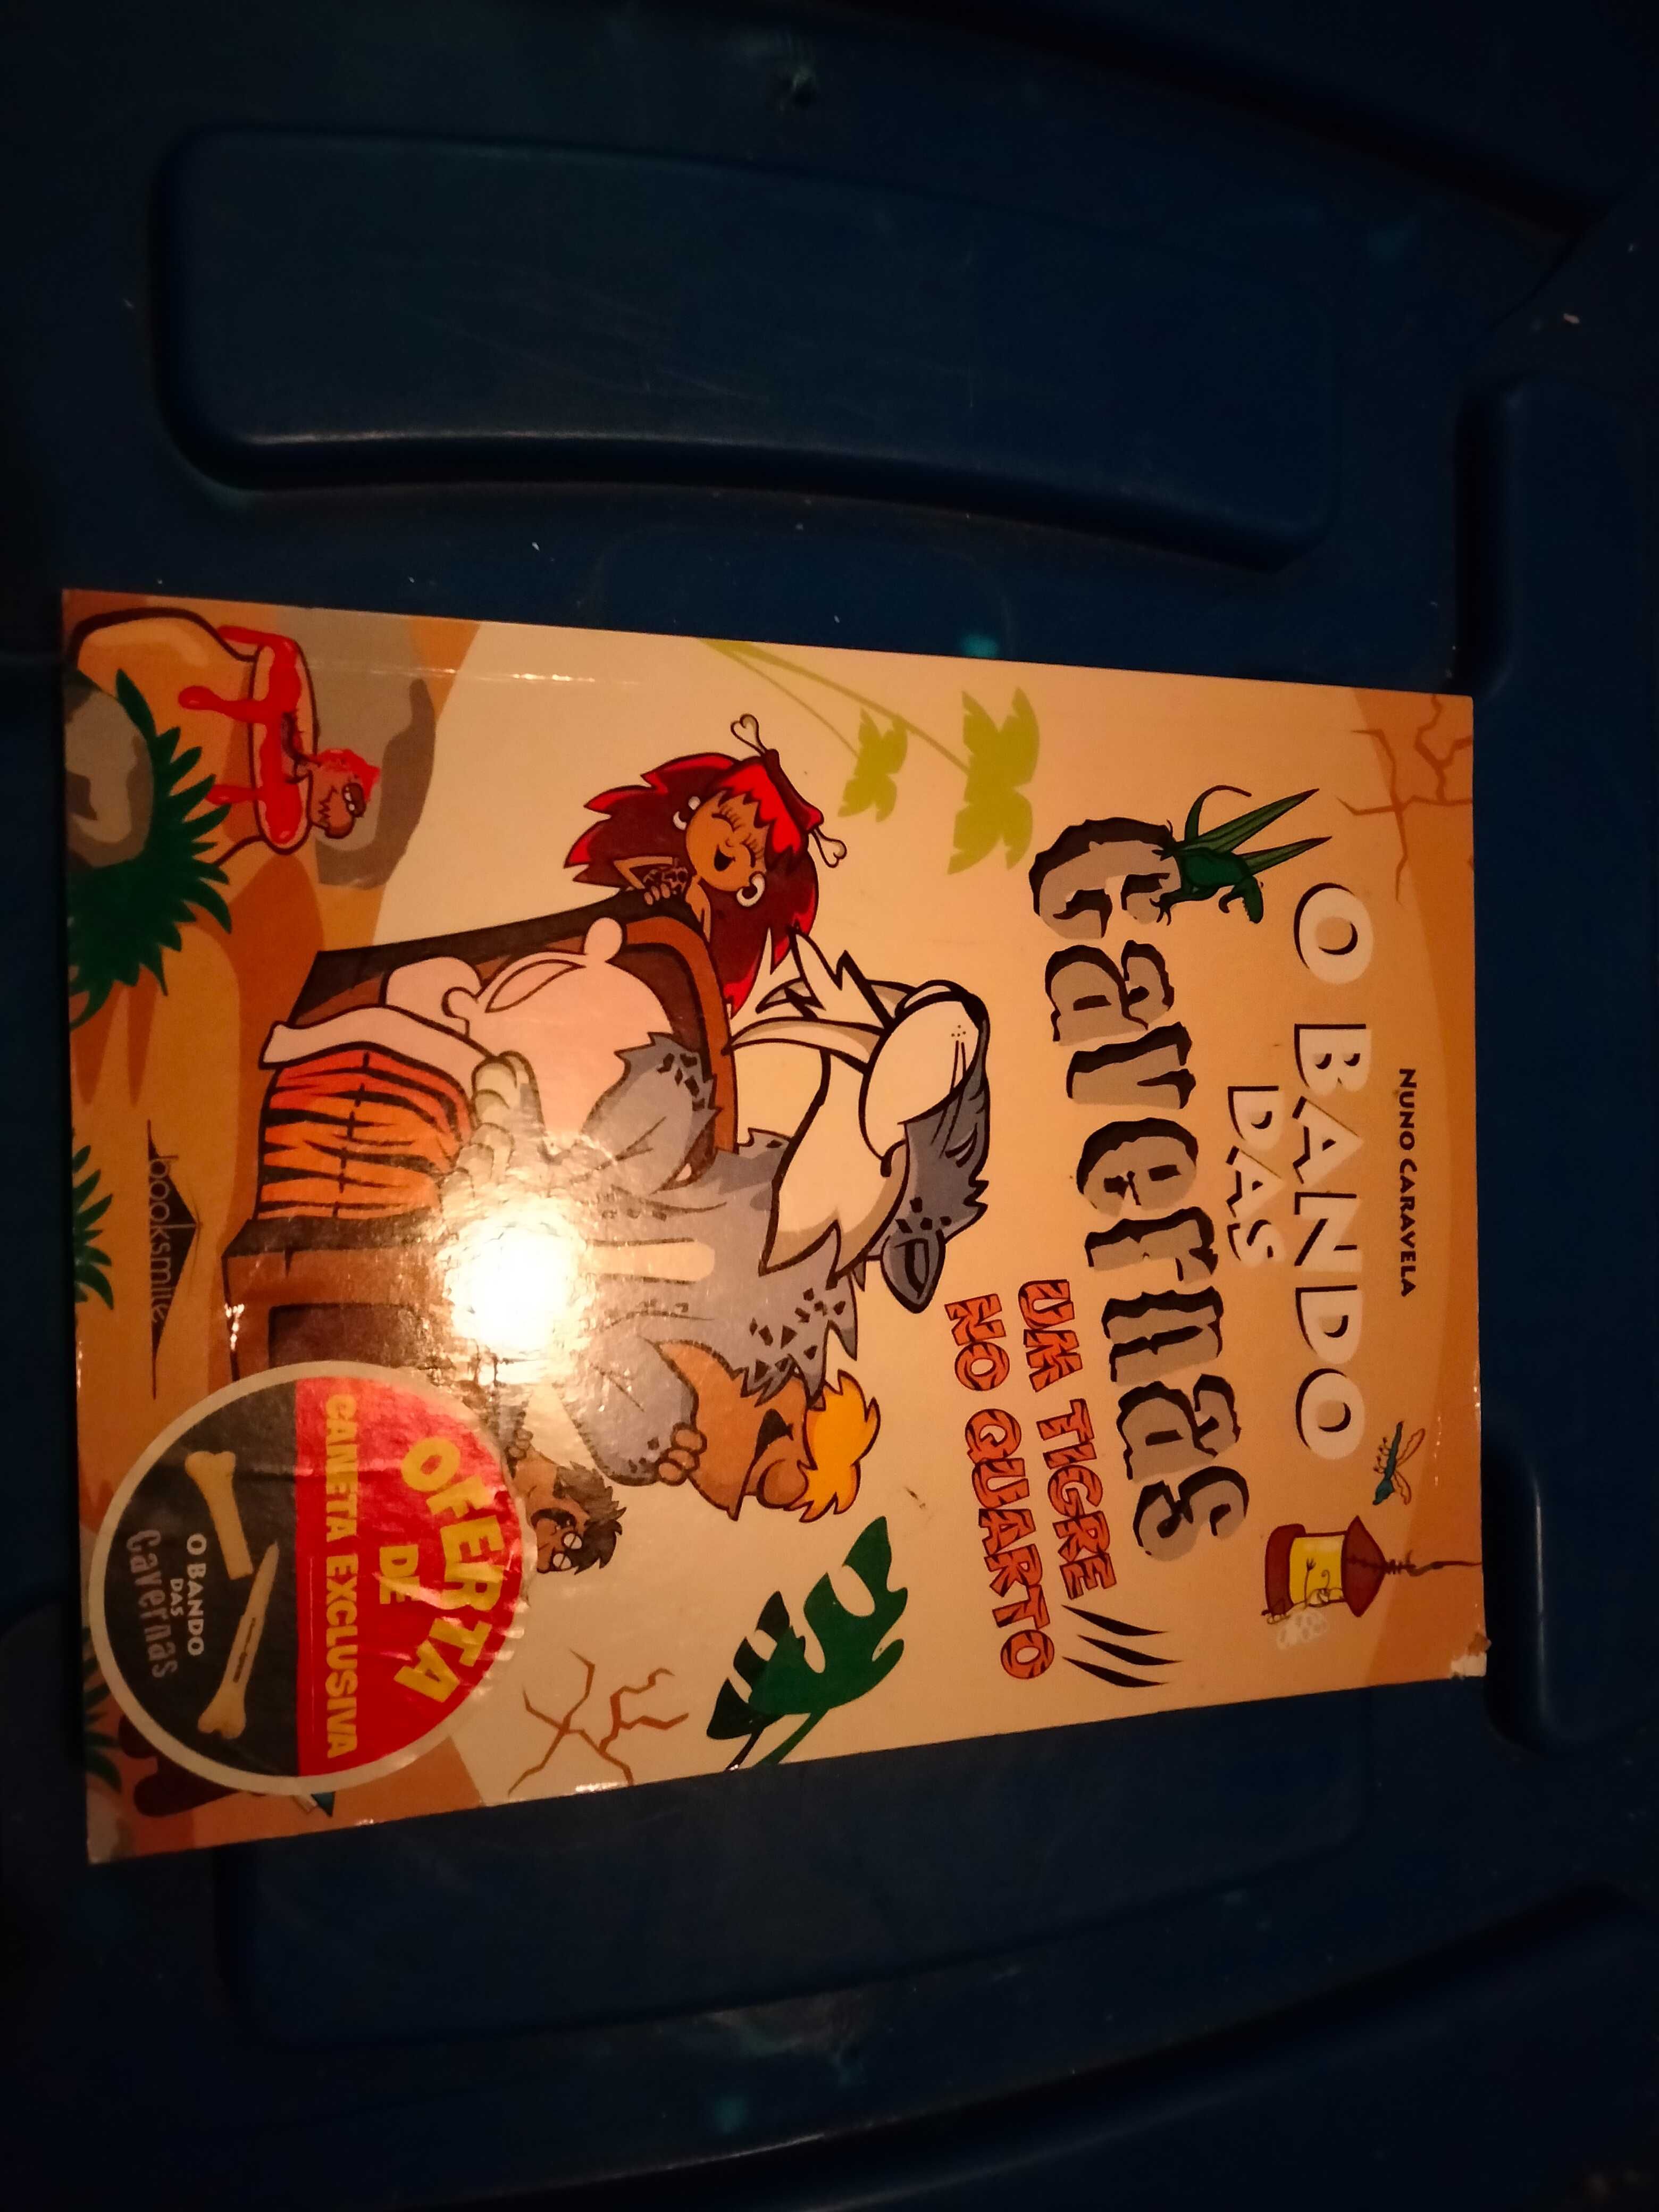 NUNO CARAVELA
O BANDO
DAS
Cavernas
UM TIGRE
NO QUARTO
OFERTA
DE
CANETA EXCLUSIVA
O BANDO
DAS
Cavernas
booksmile